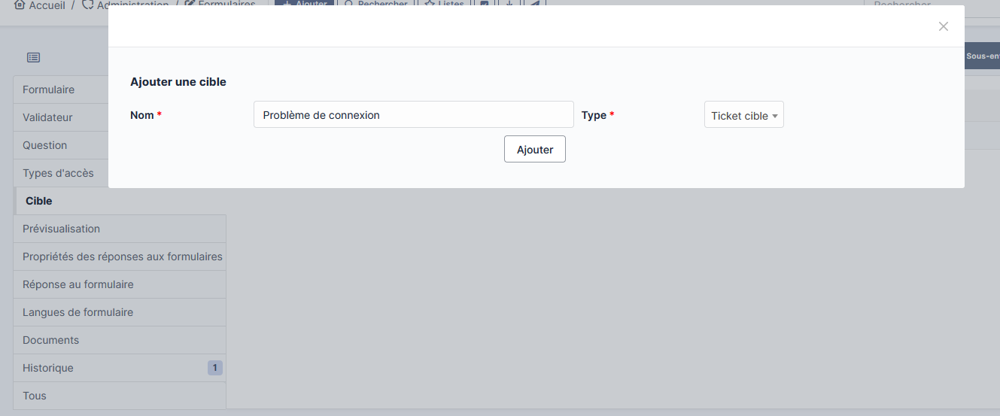 Accueil / Administration / Formulaires + Ajouter Rechercher Listes Rechercher
Sous-ent
Ajouter une cible
Nom * Problème de connexion Type * Ticket cible
Ajouter
Formulaire
Validateur
Question
Types d'accès
Cible
Prévisualisation
Propriétés des réponses aux formulaires
Réponse au formulaire
Langues de formulaire
Documents
Historique 1
Tous